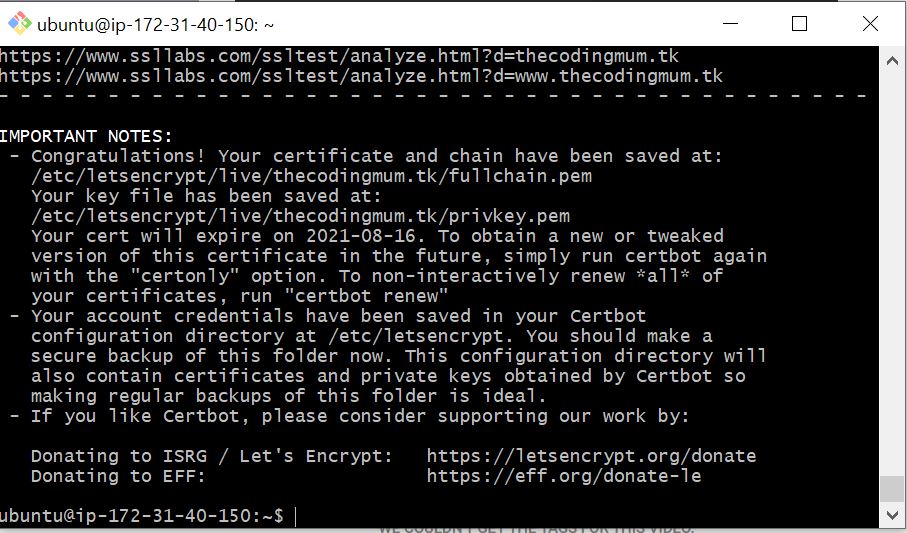 ubuntu@ip-172-31-40-150: ~
https://www.ssllabs.com/ssltest/analyze.html?d=thecodingmum.tk
https://www.ssllabs.com/ssltest/analyze.html?d=www.thecodingmum.tk
- - - - - - - - - - - - - - - - - - - - - - - - - - - - - - - - - - - - - - - -
IMPORTANT NOTES:
- Congratulations! Your certificate and chain have been saved at:
/etc/letsencrypt/live/thecodingmum.tk/fullchain.pem
Your key file has been saved at:
/etc/letsencrypt/live/thecodingmum.tk/privkey.pem
Your cert will expire on 2021-08-16. To obtain a new or tweaked
version of this certificate in the future, simply run certbot again
with the "certonly" option. To non-interactively renew *all* of
your certificates, run "certbot renew"
- Your account credentials have been saved in your Certbot
configuration directory at /etc/letsencrypt. You should make a
secure backup of this folder now. This configuration directory will
also contain certificates and private keys obtained by Certbot so
making regular backups of this folder is ideal.
- If you like Certbot, please consider supporting our work by:
Donating to ISRG / Let's Encrypt:   https://letsencrypt.org/donate
Donating to EFF:                    https://eff.org/donate-le
ubuntu@ip-172-31-40-150:~$
WE COULDN'T GET THE TAGS FOR THIS VIDEO.